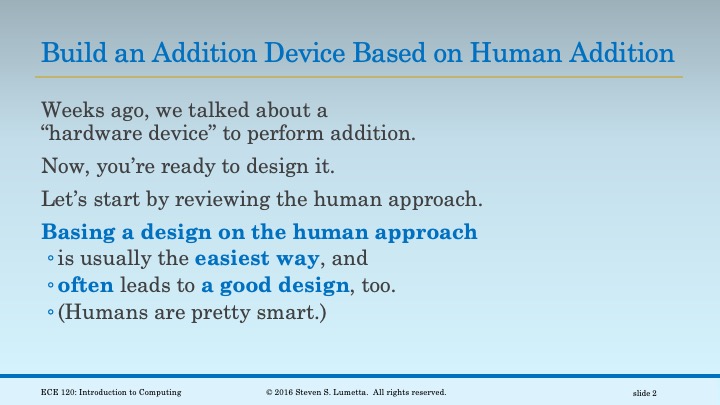 Build an Addition Device Based on Human Addition
Weeks ago, we talked about a
“hardware device” to perform addition.
Now, you’re ready to design it.
Let’s start by reviewing the human approach.
Basing a design on the human approach
◦is usually the easiest way, and
◦often leads to a good design, too.
◦(Humans are pretty smart.)
ECE 120: Introduction to Computing © 2016 Steven S. Lumetta. All rights reserved. slide 2